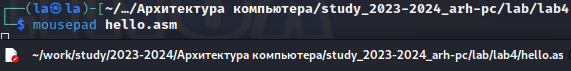 (la㉿la)-[~/…/Архитектура компьютера/study_2023-2024_arh-pc/lab/lab4
$ mousepad hello.asm
~/work/study/2023-2024/Архитектура компьютера/study_2023-2024_arh-pc/lab/lab4/hello.as